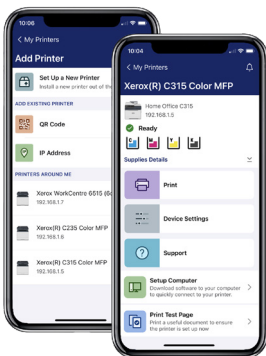 10:06
< My Printers
Add Printer
Set Up a New Printer
Install a new printer out of the
ADD EXISTING PRINTER
QR Code
IP Address
PRINTERS AROUND ME
Xerox WorkCentre 6515
192.168.1.7
Xerox(R) C235 Color MFP
192.168.1.6
Xerox(R) C315 Color MFP
192.168.1.5
10:04
< My Printers
Xerox(R) C315 Color MFP
Home Office C315
192.168.1.5
Ready
C M Y K
Supplies Details
Print
Device Settings
Support
Setup Computer
Download software to your computer
to quickly connect to your printer.
Print Test Page
Print a useful document to ensure
the printer is set up now